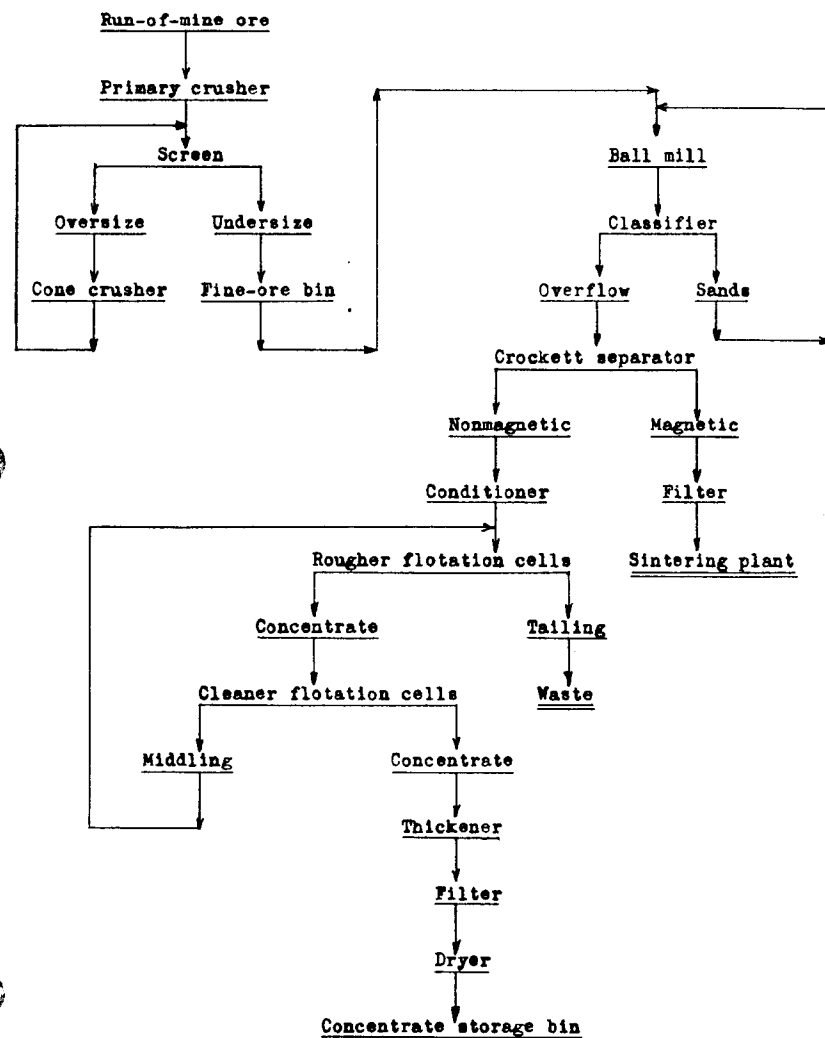 Run-of-mine ore
Primary crusher
Screen
Ball mill
Oversize
Undersize
Classifier
Cone crusher
Fine-ore bin
Overflow
Sands
Crockett separator
Nonmagnetic
Magnetic
Conditioner
Filter
Rougher flotation cells
Sintering plant
Concentrate
Tailing
Cleaner flotation cells
Waste
Middling
Concentrate
Thickener
Filter
Dryer
Concentrate storage bin